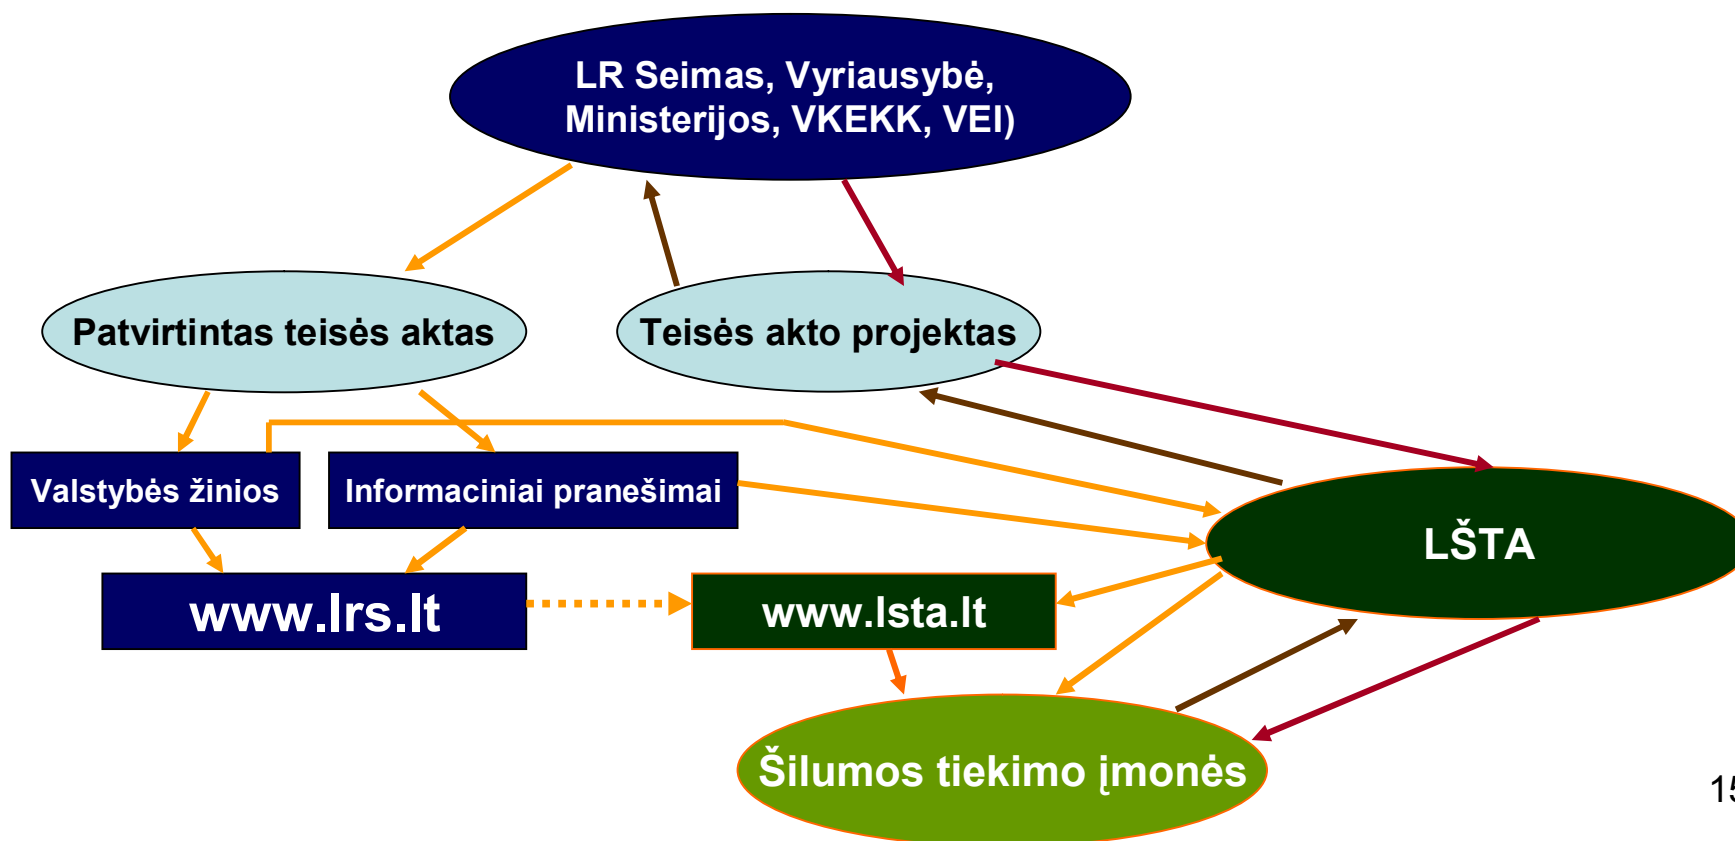 LR Seimas, Vyriausybė,
Ministerijos, VKEKK, VEI)
Patvirtintas teisės aktas
Teisės akto projektas
Valstybės žinios
Informaciniai pranešimai
LŠTA
www.lrs.lt
www.lsta.lt
Šilumos tiekimo įmonės
15